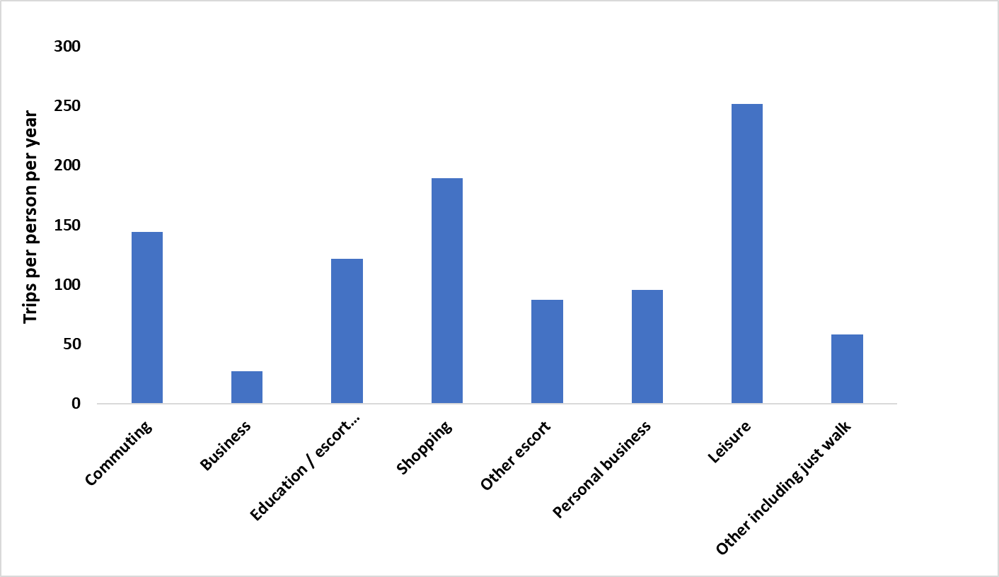 300
250
200
150
100
50
0
Trips per person per year
Commuting
Business
Education / escort...
Shopping
Other escort
Personal business
Leisure
Other including just walk